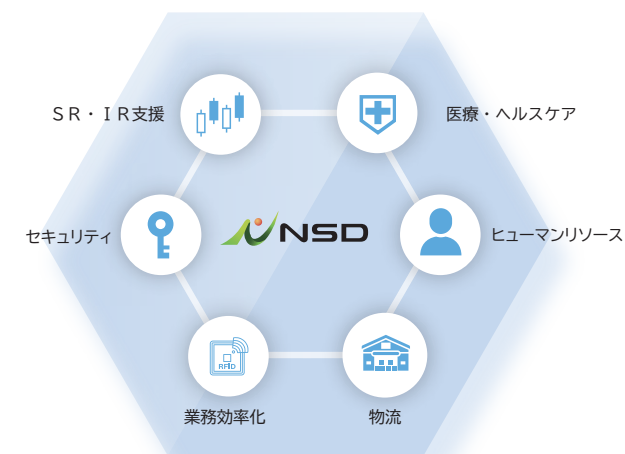 SR・IR支援
医療・ヘルスケア
セキュリティ
NSD
ヒューマンリソース
RFID
業務効率化
物流